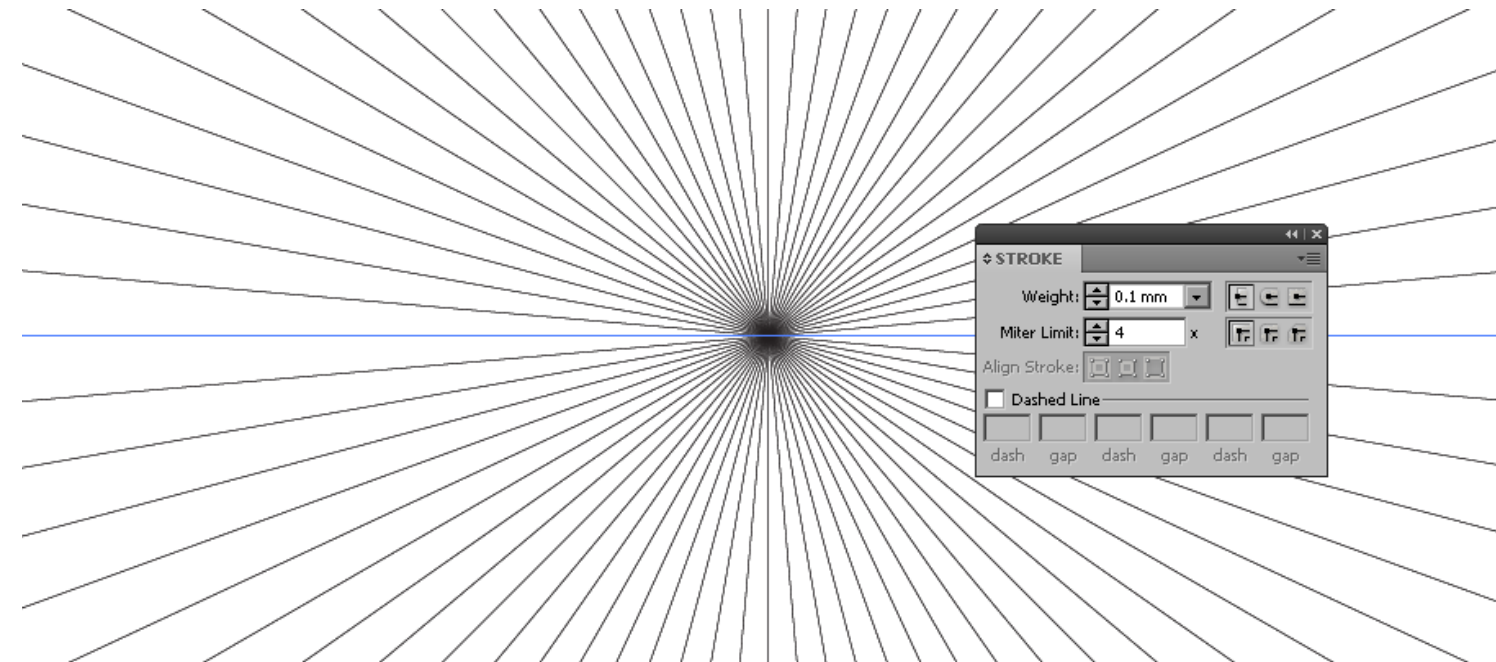 STROKE
Weight: 0.1 mm
Miter Limit: 4 x
Align Stroke:
Dashed Line
dash gap dash gap dash gap